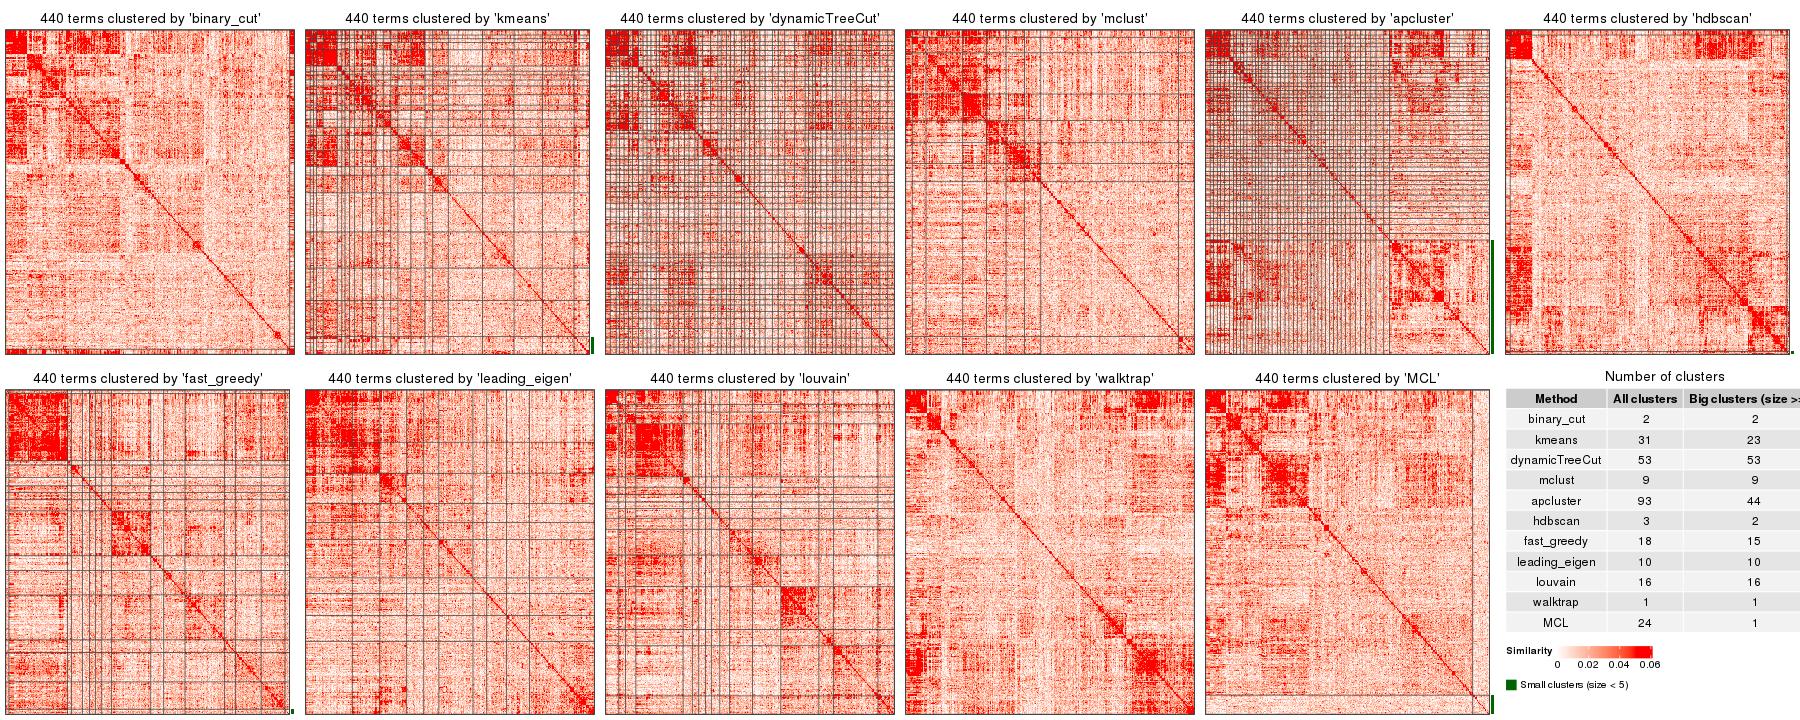 440 terms clustered by 'binary_cut'
440 terms clustered by 'kmeans'
440 terms clustered by 'dynamicTreeCut'
440 terms clustered by 'mclust'
440 terms clustered by 'apcluster'
440 terms clustered by 'hdbscan'
440 terms clustered by 'fast_greedy'
440 terms clustered by 'leading_eigen'
440 terms clustered by 'louvain'
440 terms clustered by 'walktrap'
440 terms clustered by 'MCL'
Number of clusters
Method All clusters Big clusters (size >=
binary_cut 2 2
kmeans 31 23
dynamicTreeCut 53 53
mclust 9 9
apcluster 93 44
hdbscan 3 2
fast_greedy 18 15
leading_eigen 10 10
louvain 16 16
walktrap 1 1
MCL 24 1
Similarity
0 0.02 0.04 0.06
Small clusters (size < 5)